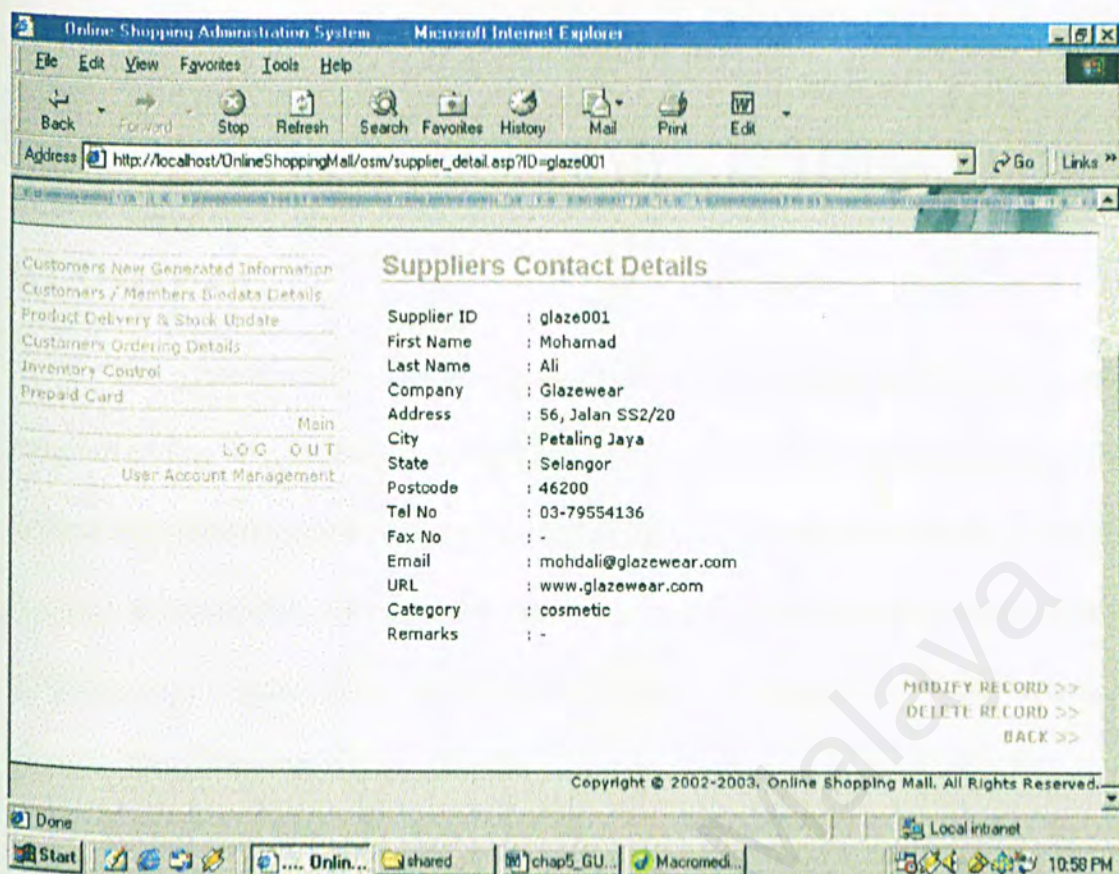 Online Shopping Administration System - Microsoft Internet Explorer
File Edit View Favorites Tools Help
Back Forward Stop Refresh Search Favorites History Mail Print Edit
Address http://localhost/OnlineShoppingMall/osm/supplier_detail.asp?ID=glaze001 Go Links »
Customers New Generated Information
Customers / Members Biodata Details
Product Delivery & Stock Update
Customers Ordering Details
Inventory Control
Prepaid Card
Main
LOG OUT
User Account Management
Suppliers Contact Details
Supplier ID : glaze001
First Name : Mohamad
Last Name : Ali
Company : Glazewear
Address : 56, Jalan SS2/20
City : Petaling Jaya
State : Selangor
Postcode : 46200
Tel No : 03-79554136
Fax No : -
Email : mohdali@glazewear.com
URL : www.glazewear.com
Category : cosmetic
Remarks : -
MODIFY RECORD >>
DELETE RECORD >>
BACK >>
Copyright © 2002-2003. Online Shopping Mall. All Rights Reserved.
Done Local intranet
Start .... Onlin... shared chap5_GU... Macromedi... 10:58 PM
Malaya